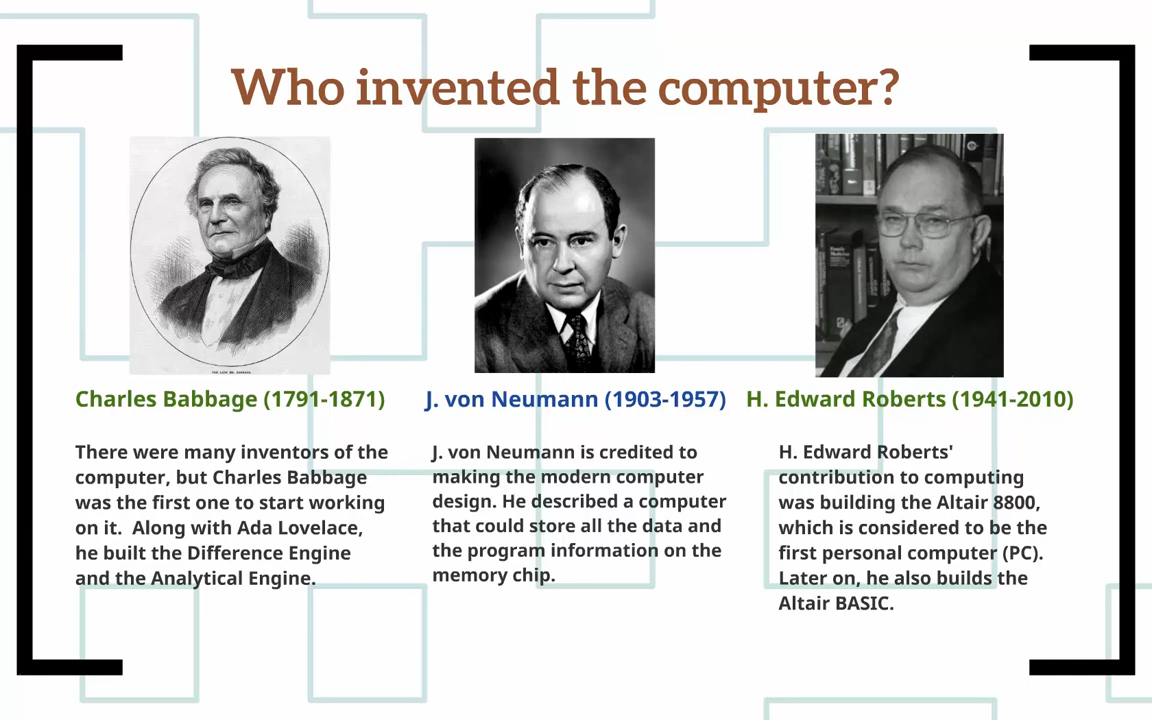 Who invented the computer?
Charles Babbage (1791-1871)
There were many inventors of the
computer, but Charles Babbage
was the first one to start working
on it.  Along with Ada Lovelace,
he built the Difference Engine
and the Analytical Engine.
J. von Neumann (1903-1957)
J. von Neumann is credited to
making the modern computer
design. He described a computer
that could store all the data and
the program information on the
memory chip.
H. Edward Roberts (1941-2010)
H. Edward Roberts'
contribution to computing
was building the Altair 8800,
which is considered to be the
first personal computer (PC).
Later on, he also builds the
Altair BASIC.